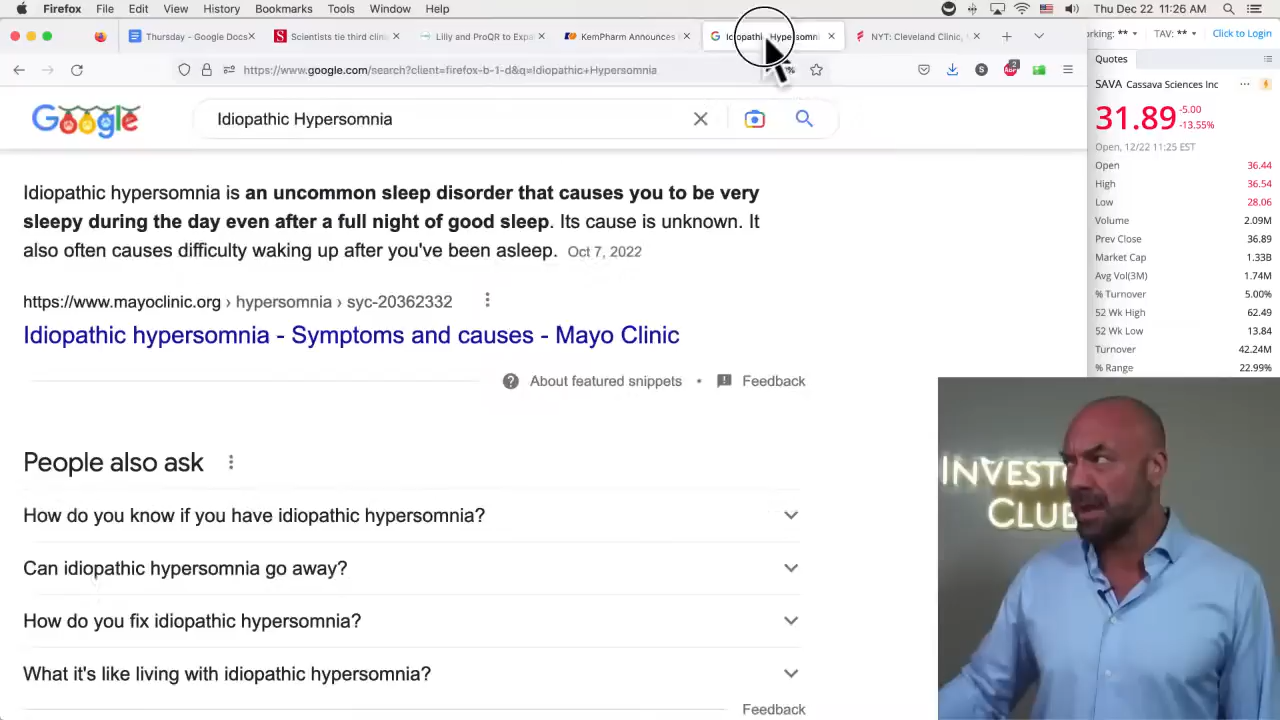 Firefox File Edit View History Bookmarks Tools Window Help
Thu Dec 22 11:26 AM
Thursday - Google Docs
Scientists tie third clini
Lilly and ProQR to Expa
KemPharm Announces
NYT: Cleveland Clinic,
TAV: **
Click to Login
https://www.google.com/search?client=firefox-b-1-d&q=Idiopathic+Hypersomnia
Google
Idiopathic Hypersomnia
Idiopathic hypersomnia is an uncommon sleep disorder that causes you to be very
sleepy during the day even after a full night of good sleep. Its cause is unknown. It
also often causes difficulty waking up after you've been asleep. Oct 7, 2022
https://www.mayoclinic.org › hypersomnia › syc-20362332
Idiopathic hypersomnia - Symptoms and causes - Mayo Clinic
About featured snippets • Feedback
People also ask
How do you know if you have idiopathic hypersomnia?
Can idiopathic hypersomnia go away?
How do you fix idiopathic hypersomnia?
What it's like living with idiopathic hypersomnia?
Feedback
Quotes
SAVA Cassava Sciences Inc
31.89 -5.00
-13.55%
Open, 12/22 11:25 EST
Open 36.44
High 36.54
Low 28.06
Volume 2.09M
Prev Close 36.89
Market Cap 1.33B
Avg Vol(3M) 1.74M
% Turnover 5.00%
52 Wk High 62.49
52 Wk Low 13.84
Turnover 42.24M
% Range 22.99%
INVESTO
CLUB